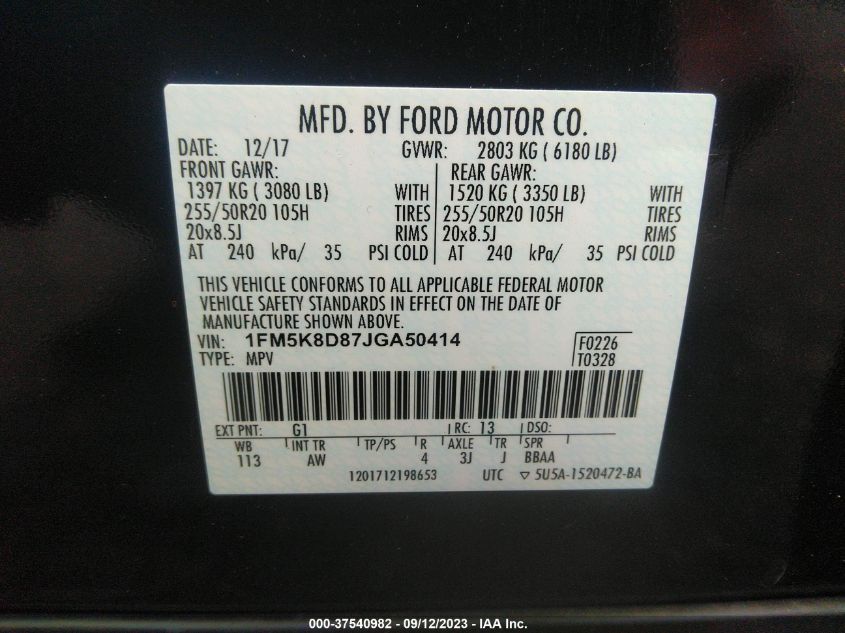 MFD. BY FORD MOTOR CO.
DATE: 12/17 GVWR: 2803 KG ( 6180 LB)
FRONT GAWR: REAR GAWR:
1397 KG ( 3080 LB) WITH 1520 KG ( 3350 LB) WITH
255/50R20 105H TIRES 255/50R20 105H TIRES
20x8.5J RIMS 20x8.5J RIMS
AT 240 kPa/ 35 PSI COLD AT 240 kPa/ 35 PSI COLD
THIS VEHICLE CONFORMS TO ALL APPLICABLE FEDERAL MOTOR
VEHICLE SAFETY STANDARDS IN EFFECT ON THE DATE OF
MANUFACTURE SHOWN ABOVE.
VIN: 1FM5K8D87JGA50414 F0226
TYPE: MPV T0328
EXT PNT: G1 RC: 13 DSO:
WB INT TR TP/PS R AXLE TR SPR
113 AW 4 3J J BBAA
1201712198653 UTC ▽ 5U5A-1520472-BA
000-37540982 - 09/12/2023 - IAA Inc.